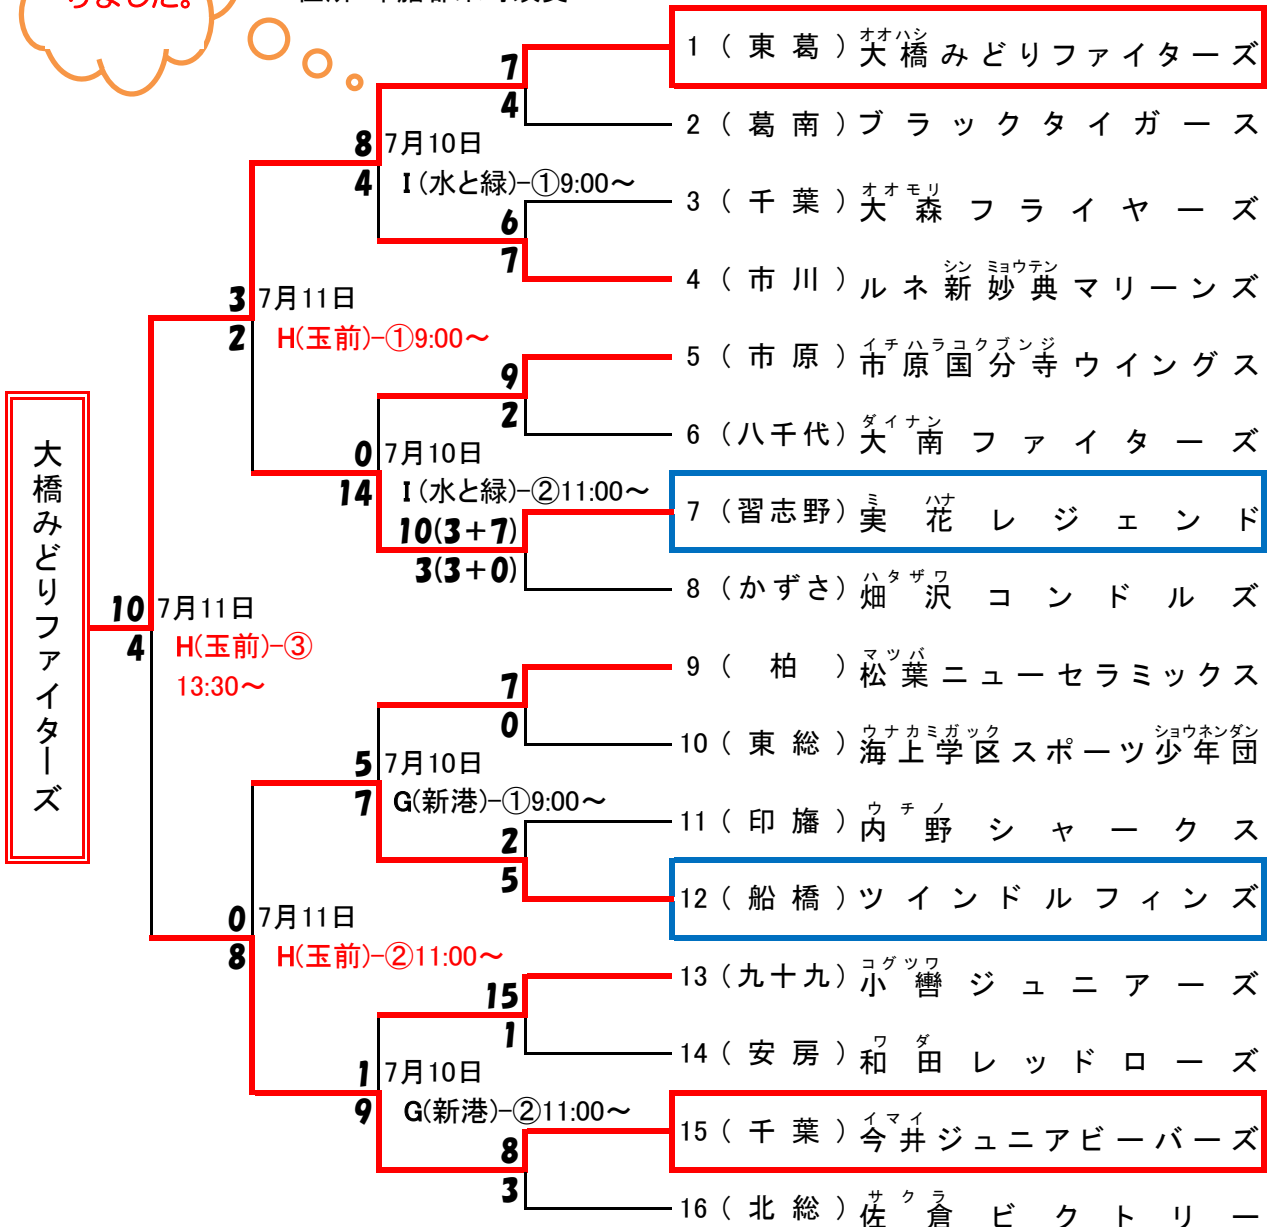 りました。
7
4
1 ( 東 葛 ) 大橋みどりファイターズ
オオハシ
2 ( 葛 南 ) ブラックタイガース
8
7月10日
4
I (水と緑)-①9:00～
3 ( 千 葉 ) 大森フライヤーズ
オオモリ
6
7
4 ( 市 川 ) ルネ新妙典マリーンズ
シン ミョウテン
3
7月11日
2
H(玉前)-①9:00～
5 ( 市 原 ) 市原国分寺ウイングス
イチハラコクブンジ
9
2
6 (八千代) 大南ファイターズ
ダイナン
0
7月10日
14
I (水と緑)-②11:00～
7 (習志野) 実花レジェンド
ミ ハナ
10(3+7)
3(3+0)
8 (かずさ) 畑沢コンドルズ
ハタザワ
大橋みどりファイターズ
10
7月11日
4
H(玉前)-③
13:30～
9 ( 柏 ) 松葉ニューセラミックス
マツバ
7
0
10 ( 東 総 ) 海上学区スポーツ少年団
ウナカミガック ショウネンダン
5
7月10日
7
G(新港)-①9:00～
11 ( 印 旛 ) 内野シャークス
ウチノ
2
5
12 ( 船 橋 ) ツインドルフィンズ
0
7月11日
8
H(玉前)-②11:00～
13 (九十九) 小轡ジュニアーズ
コグツワ
15
1
14 ( 安 房 ) 和田レッドローズ
ワダ
1
7月10日
9
G(新港)-②11:00～
15 ( 千 葉 ) 今井ジュニアビーバーズ
イマイ
8
3
16 ( 北 総 ) 佐倉ビクトリー
サクラ